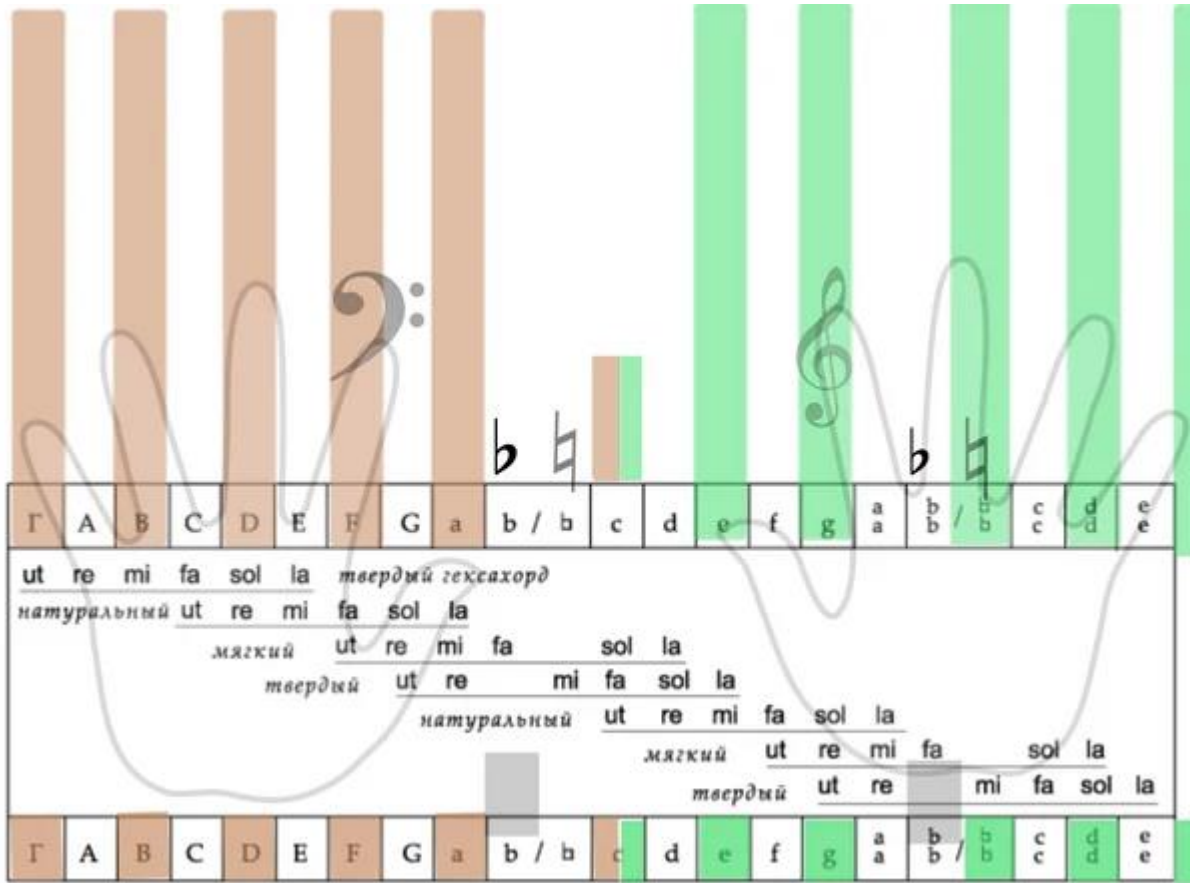 Γ A B C D E F G a b / ♮ c d e f g a a b b / ♮ ♮ c c d d e e
ut re mi fa sol la твердый гексахорд
натуральный ut re mi fa sol la
мягкий ut re mi fa sol la
твердый ut re mi fa sol la
натуральный ut re mi fa sol la
мягкий ut re mi fa sol la
твердый ut re mi fa sol la
Γ A B C D E F G a b / ♮ c d e f g a a b b / ♮ ♮ c c d d e e